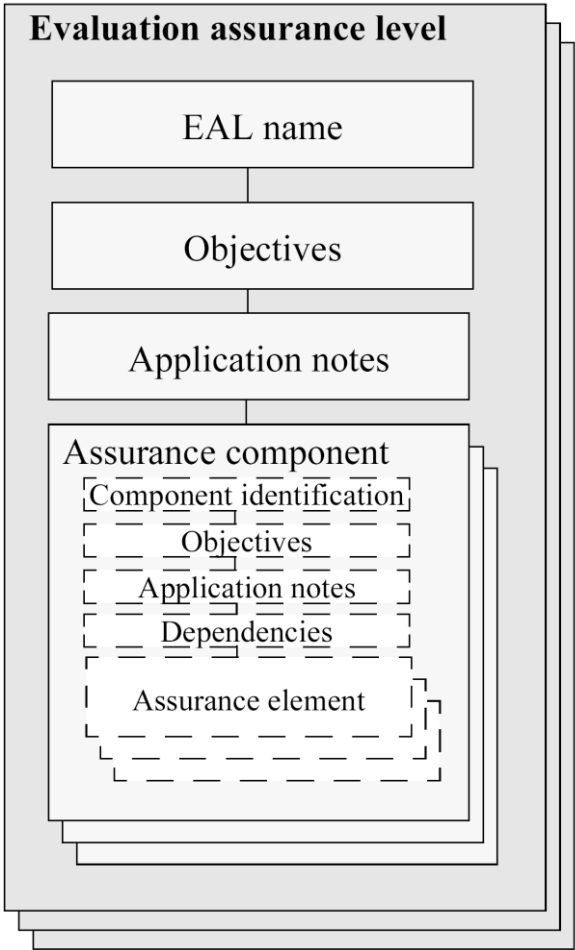 Evaluation assurance level
EAL name
Objectives
Application notes
Assurance component
Component identification
Objectives
Application notes
Dependencies
Assurance element